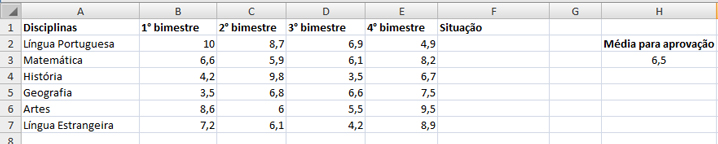 A B C D E F G H
1 Disciplinas 1° bimestre 2° bimestre 3° bimestre 4° bimestre Situação
2 Língua Portuguesa 10 8,7 6,9 4,9 Média para aprovação
3 Matemática 6,6 5,9 6,1 8,2 6,5
4 História 4,2 9,8 3,5 6,7
5 Geografia 3,5 6,8 6,6 7,5
6 Artes 8,6 6 5,5 9,5
7 Língua Estrangeira 7,2 6,1 4,2 8,9
8